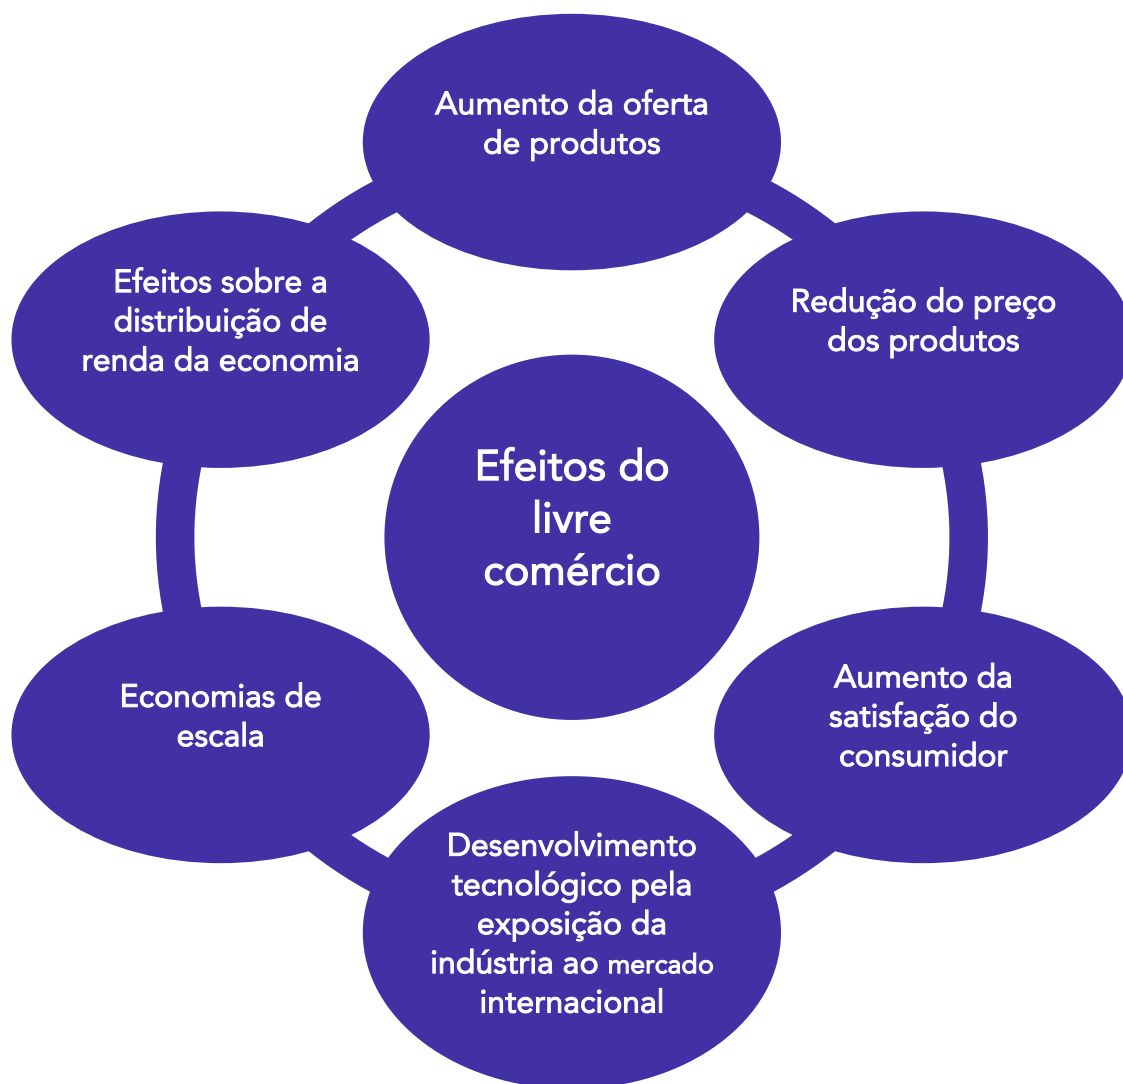 Aumento da oferta
de produtos
Redução do preço
dos produtos
Aumento da
satisfação do
consumidor
Desenvolvimento
tecnológico pela
exposição da
indústria ao mercado
internacional
Economias de
escala
Efeitos sobre a
distribuição de
renda da economia
Efeitos do
livre
comércio